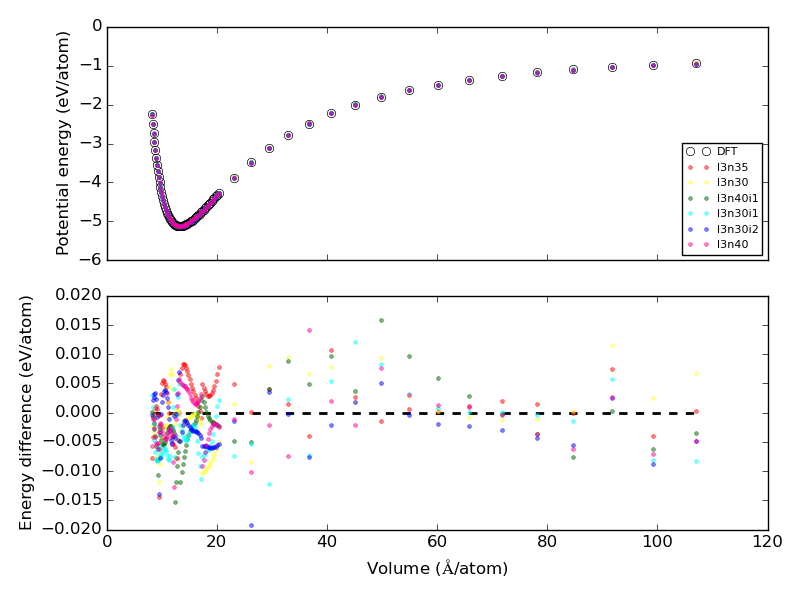 0
−1
−2
−3
−4
−5
−6
Potential energy (eV/atom)
DFT
l3n35
l3n30
l3n40i1
l3n30i1
l3n30i2
l3n40
0.020
0.015
0.010
0.005
0.000
−0.005
−0.010
−0.015
−0.020
Energy difference (eV/atom)
0 20 40 60 80 100 120
Volume (Å/atom)